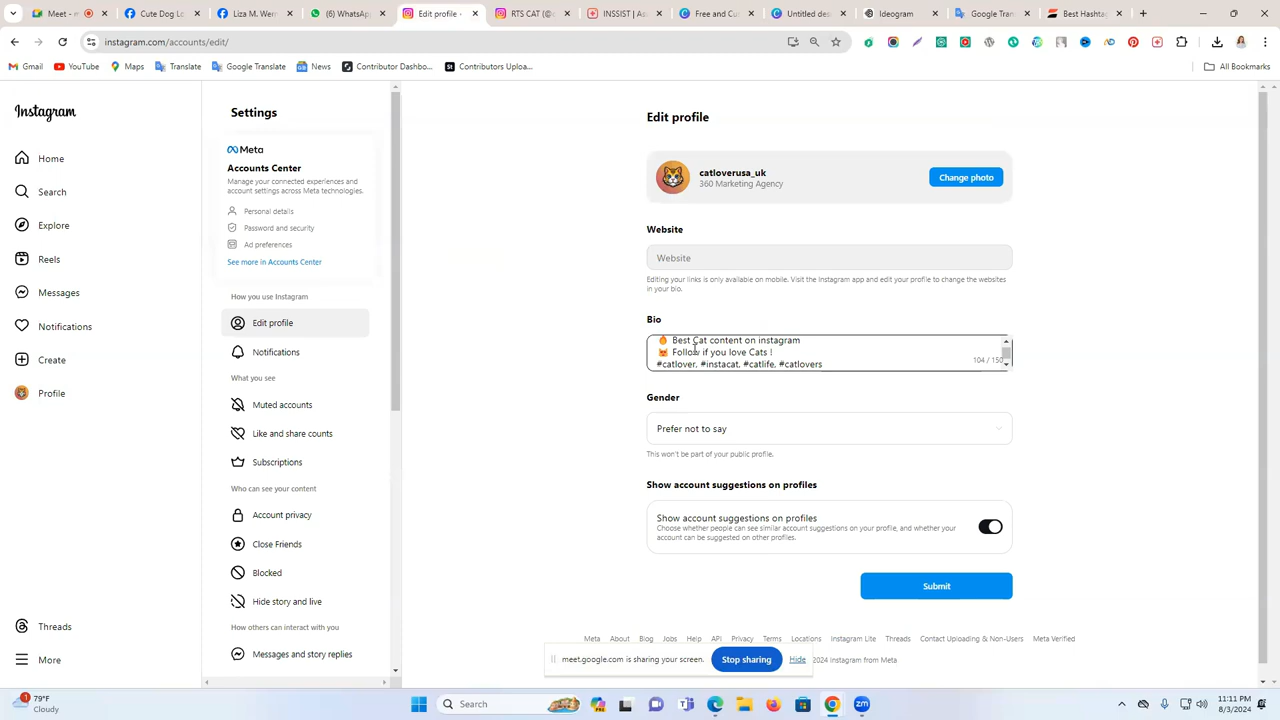 Cute Dog L
Liza M. We
(5) WhatsA
Edit profile
RTS CAT (@
INSSIST |
Free and C
Untitled de
Ideogram
Google Tra
Best Hashta
instagram.com/accounts/edit/
Gmail
YouTube
Maps
Translate
Google Translate
News
Contributor Dashbo...
Contributors Uploa...
All Bookmarks
Instagram
Home
Search
Explore
Reels
Messages
Notifications
Create
Profile
Threads
More
Settings
Meta
Accounts Center
Manage your connected experiences and
account settings across Meta technologies.
Personal details
Password and security
Ad preferences
See more in Accounts Center
How you use Instagram
Edit profile
Notifications
What you see
Muted accounts
Like and share counts
Subscriptions
Who can see your content
Account privacy
Close Friends
Blocked
Hide story and live
How others can interact with you
Messages and story replies
Edit profile
catloverusa_uk
360 Marketing Agency
Change photo
Website
Website
Editing your links is only available on mobile. Visit the Instagram app and edit your profile to change the websites
in your bio.
Bio
🔥 Best Cat content on instagram
😺 Follow if you love Cats !
#catlover, #instacat, #catlife, #catlovers
104 / 150
Gender
Prefer not to say
This won't be part of your public profile.
Show account suggestions on profiles
Show account suggestions on profiles
Choose whether people can see similar account suggestions on your profile, and whether your
account can be suggested on other profiles.
Submit
Meta About Blog Jobs Help API Privacy Terms Locations Instagram Lite Threads Contact Uploading & Non-Users Meta Verified
2024 Instagram from Meta
meet.google.com is sharing your screen.
Stop sharing
Hide
1
79°F
Cloudy
Search
11:11 PM
8/3/2024